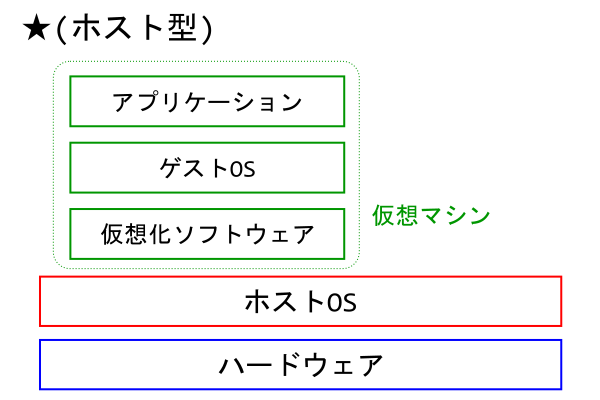 ★(ホスト型)
アプリケーション
ゲストOS
仮想化ソフトウェア
仮想マシン
ホストOS
ハードウェア